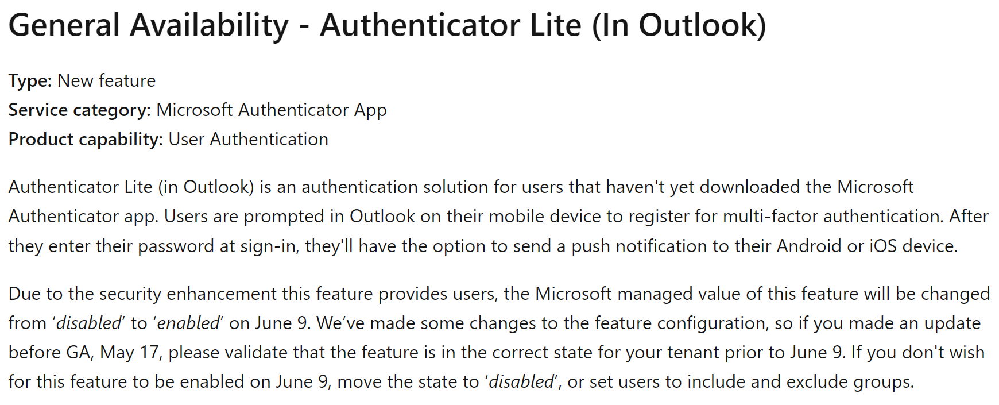 General Availability - Authenticator Lite (In Outlook)
Type: New feature
Service category: Microsoft Authenticator App
Product capability: User Authentication
Authenticator Lite (in Outlook) is an authentication solution for users that haven't yet downloaded the Microsoft
Authenticator app. Users are prompted in Outlook on their mobile device to register for multi-factor authentication. After
they enter their password at sign-in, they'll have the option to send a push notification to their Android or iOS device.
Due to the security enhancement this feature provides users, the Microsoft managed value of this feature will be changed
from ‘disabled’ to ‘enabled’ on June 9. We’ve made some changes to the feature configuration, so if you made an update
before GA, May 17, please validate that the feature is in the correct state for your tenant prior to June 9. If you don't wish
for this feature to be enabled on June 9, move the state to ‘disabled’, or set users to include and exclude groups.